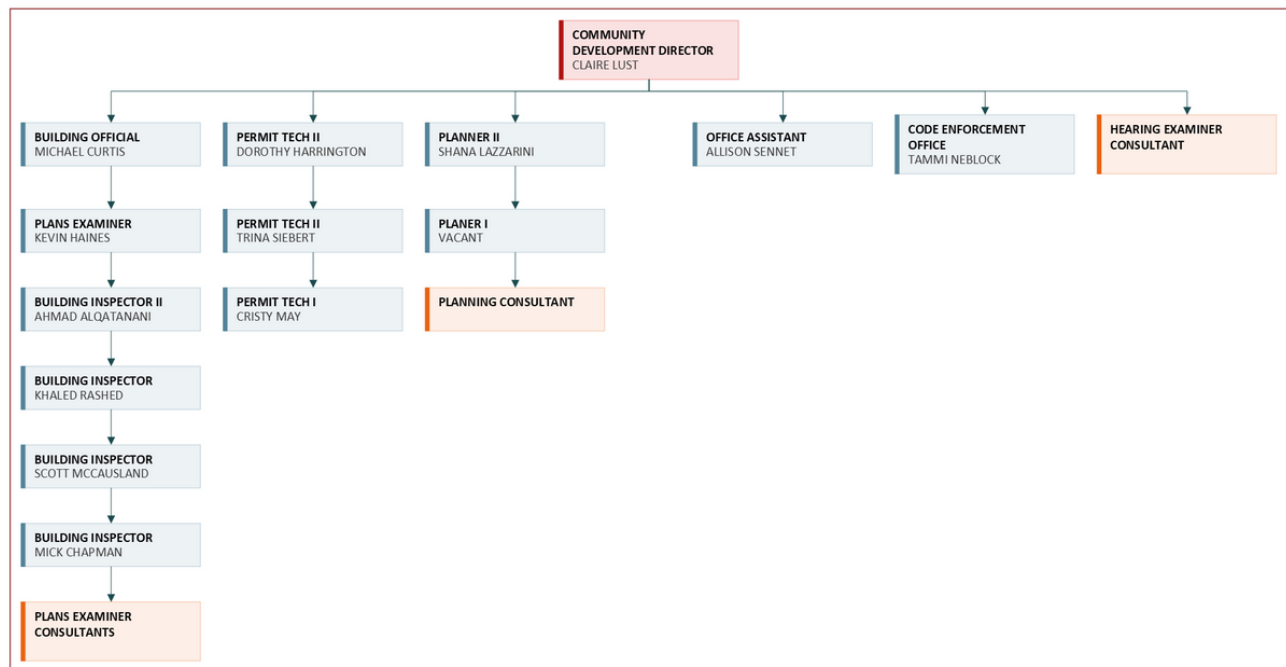 COMMUNITY
DEVELOPMENT DIRECTOR
CLAIRE LUST
BUILDING OFFICIAL
MICHAEL CURTIS
PERMIT TECH II
DOROTHY HARRINGTON
PLANNER II
SHANA LAZZARINI
OFFICE ASSISTANT
ALLISON SENNET
CODE ENFORCEMENT
OFFICE
TAMMI NEBLOCK
HEARING EXAMINER
CONSULTANT
PLANS EXAMINER
KEVIN HAINES
PERMIT TECH II
TRINA SIEBERT
PLANER I
VACANT
BUILDING INSPECTOR II
AHMAD ALQATANANI
PERMIT TECH I
CRISTY MAY
PLANNING CONSULTANT
BUILDING INSPECTOR
KHALED RASHED
BUILDING INSPECTOR
SCOTT MCCAUSLAND
BUILDING INSPECTOR
MICK CHAPMAN
PLANS EXAMINER
CONSULTANTS